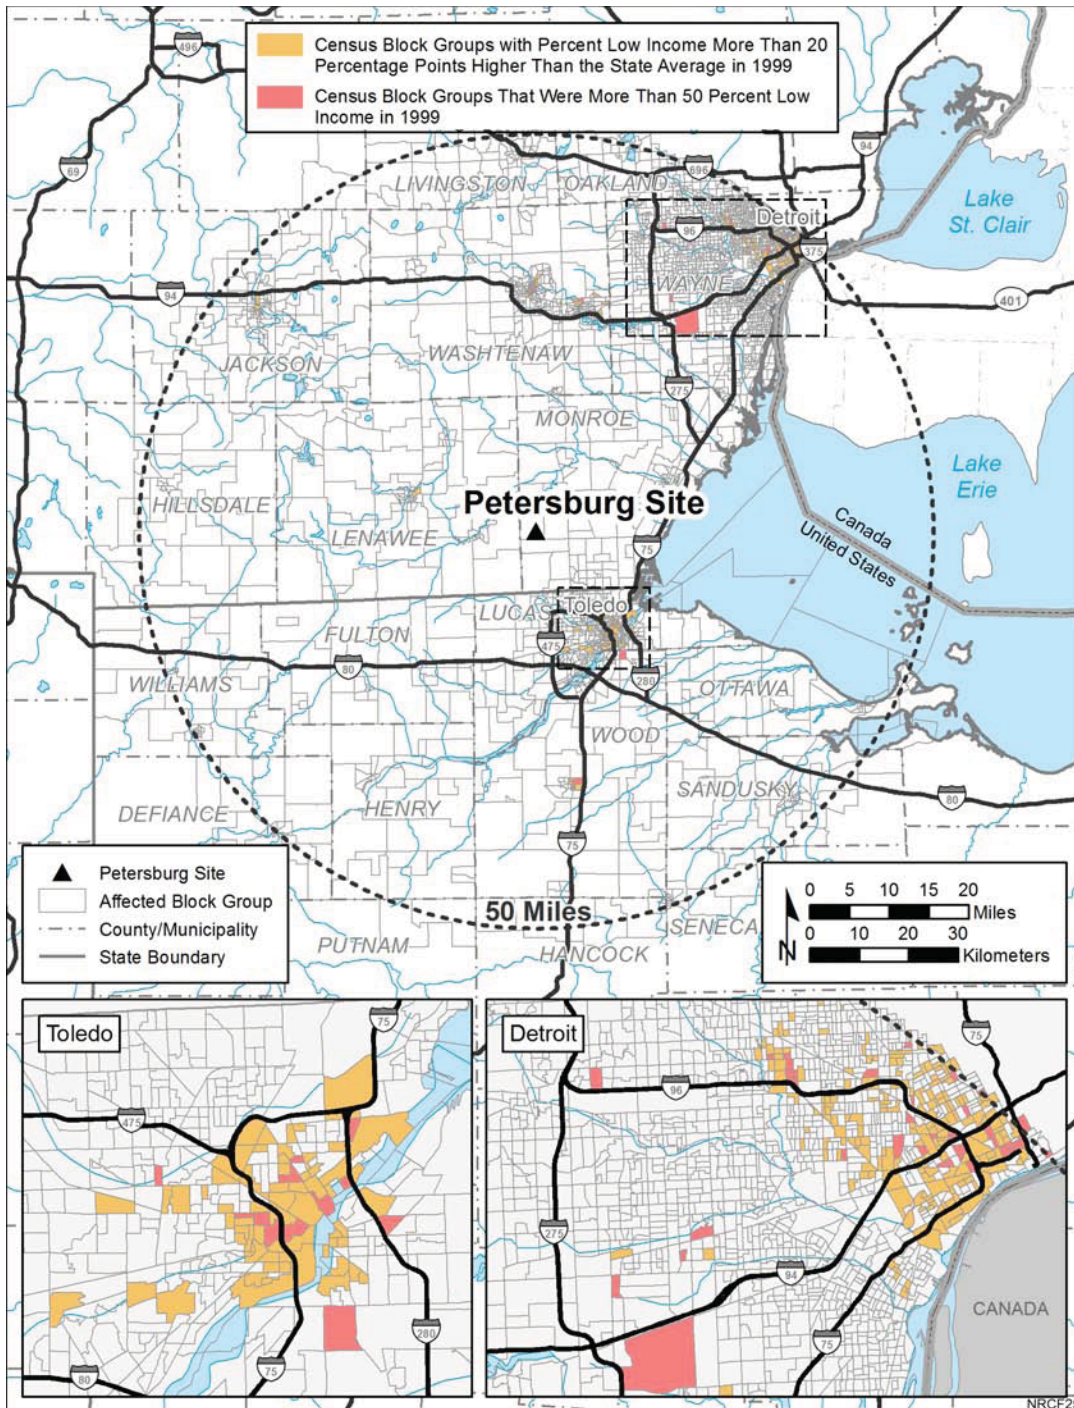 Census Block Groups with Percent Low Income More Than 20
Percentage Points Higher Than the State Average in 1999
Census Block Groups That Were More Than 50 Percent Low
Income in 1999
496
94
69
696
LIVINGSTON
OAKLAND
Lake
St. Clair
Detroit
96
375
WAYNE
94
401
JACKSON
WASHTENAW
275
MONROE
Lake
Erie
HILLSDALE
Petersburg Site
LENAWEE
Canada
United States
75
LUCAS
Toledo
FULTON
475
80
WILLIAMS
280
OTTAWA
WOOD
DEFIANCE
HENRY
SANDUSKY
80
75
Petersburg Site
Affected Block Group
County/Municipality
State Boundary
0 5 10 15 20
Miles
0 10 20 30
Kilometers
N
50 Miles
SENECA
PUTNAM
HANCOCK
Toledo
75
475
280
75
80
Detroit
75
96
275
94
75
CANADA